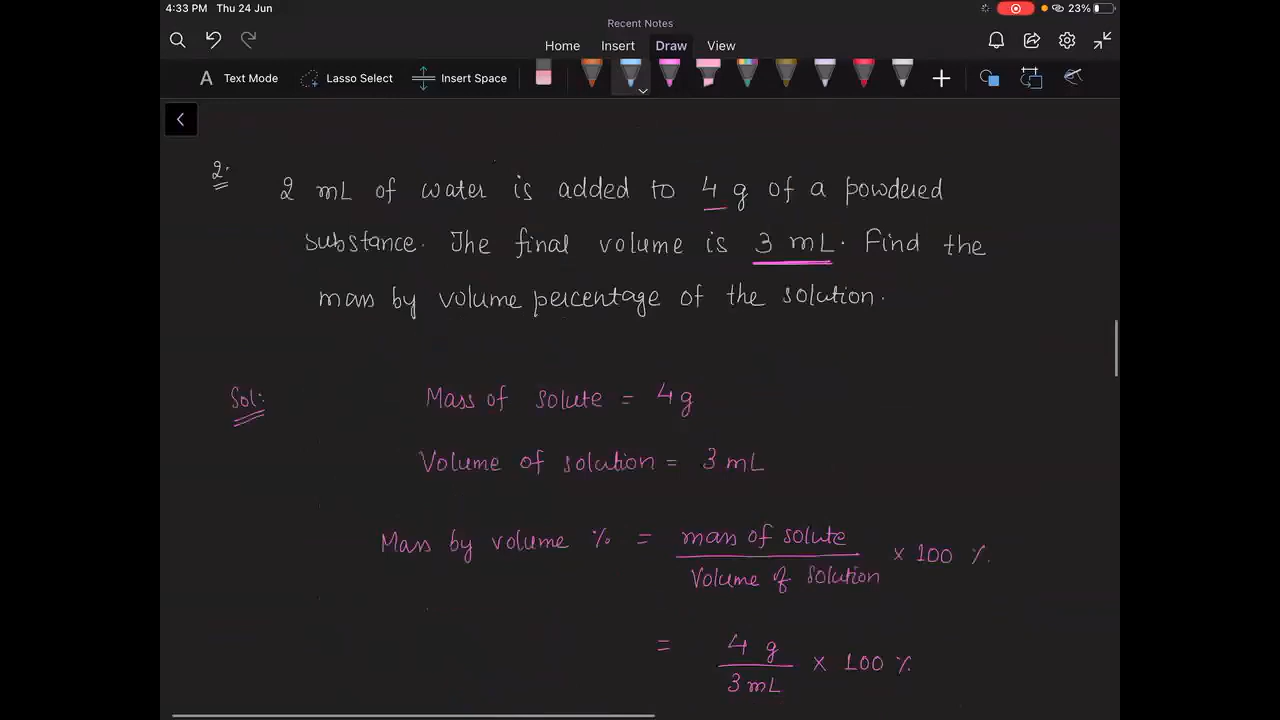 4:33 PM Thu 24 Jun
23%
Recent Notes
Home Insert Draw View
Text Mode Lasso Select Insert Space
2:
2 mL of water is added to 4 g of a powdered
substance. The final volume is 3 mL. Find the
mass by volume percentage of the solution.
Sol:
Mass of solute = 4g
Volume of solution = 3 mL
Mass by volume % = mass of solute
Volume of solution × 100 %.
= 4 g
3 mL × 100 %